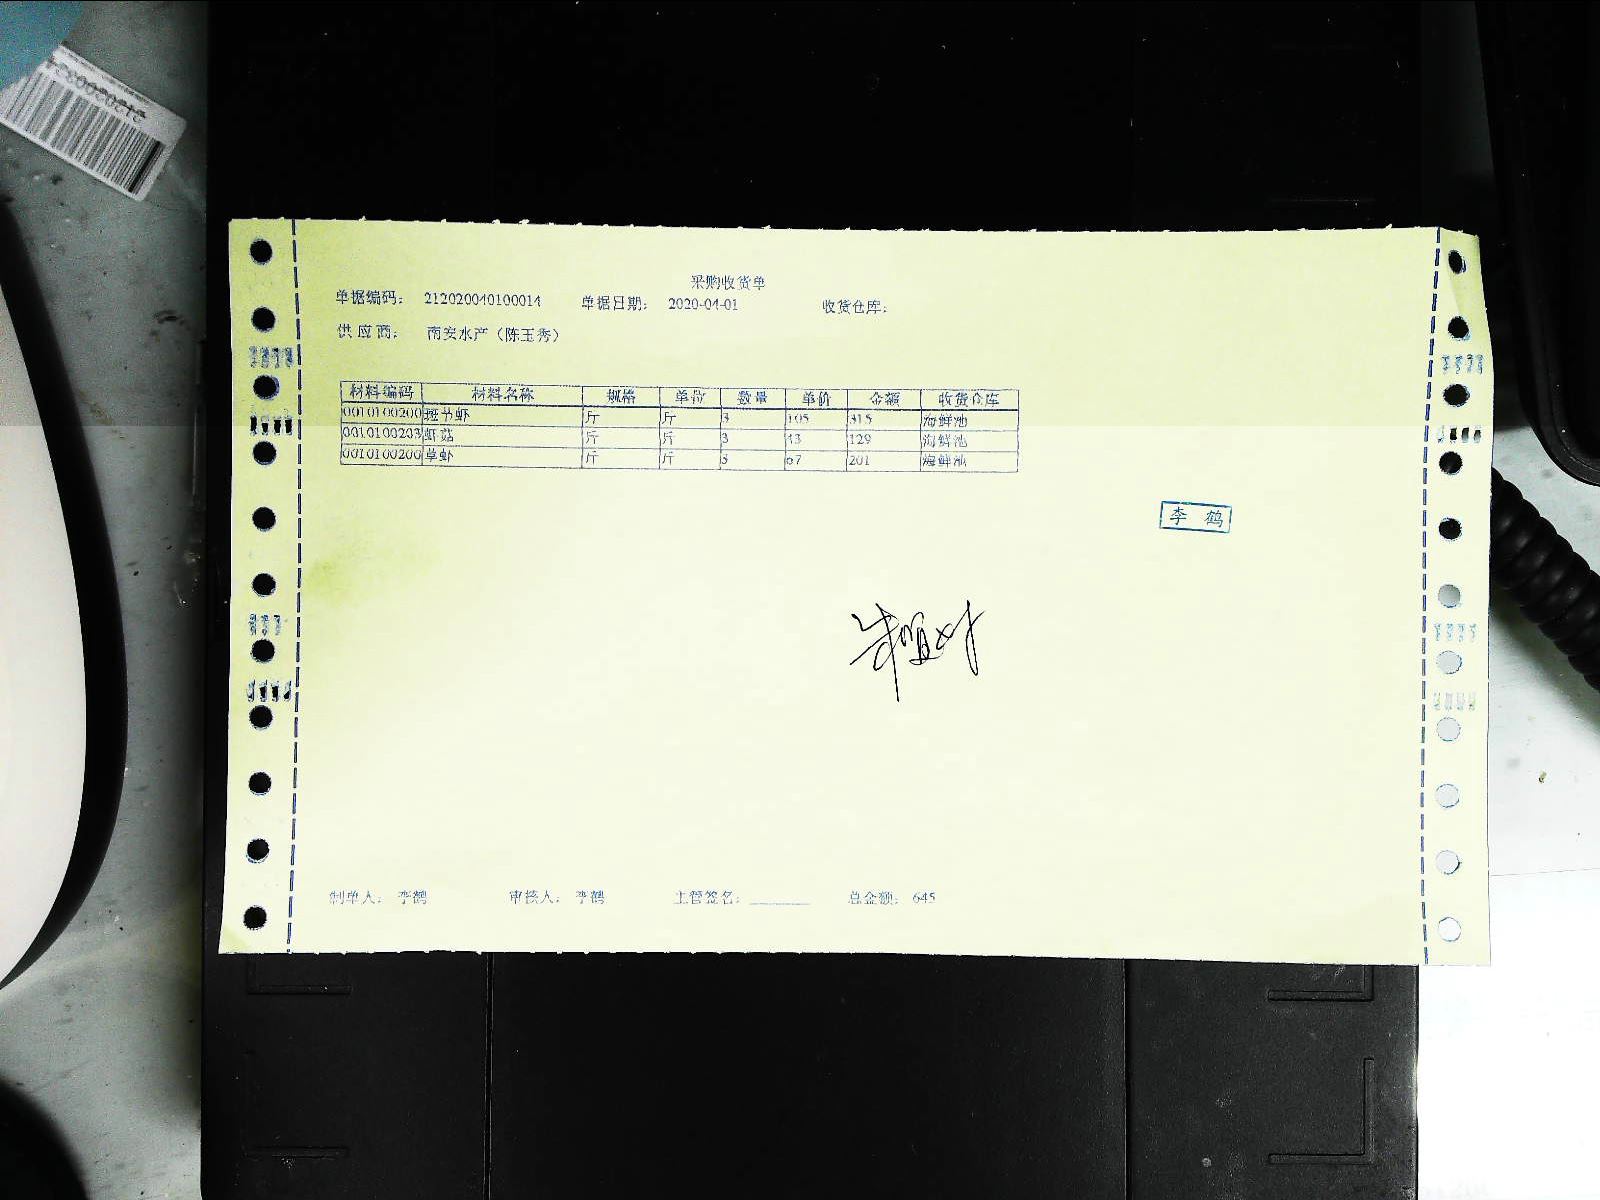 采购收货单
单据编码： 212020040100014 单据日期： 2020-04-01 收货仓库：
供应商： 南安水产（陈玉秀）
材料编码 材料名称 规格 单价 数量 单价 金额 收货仓库
0010100200 斑节虾 斤 斤 3 105 315 海鲜池
0010100203 虾菇 斤 斤 3 43 129 海鲜池
0010100200 草虾 斤 斤 3 67 201 海鲜池
李 鹤
制单人： 李鹤 审核人： 李鹤 主管签名： 总金额： 645